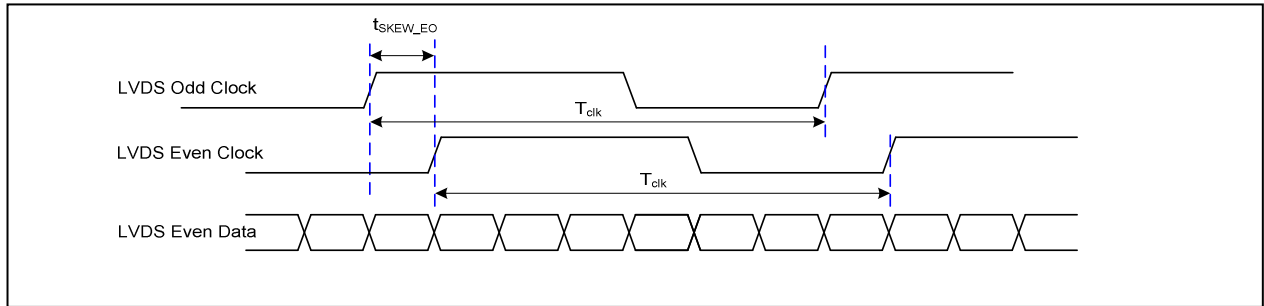 tSKEW_EO
LVDS Odd Clock
Tclk
LVDS Even Clock
Tclk
LVDS Even Data